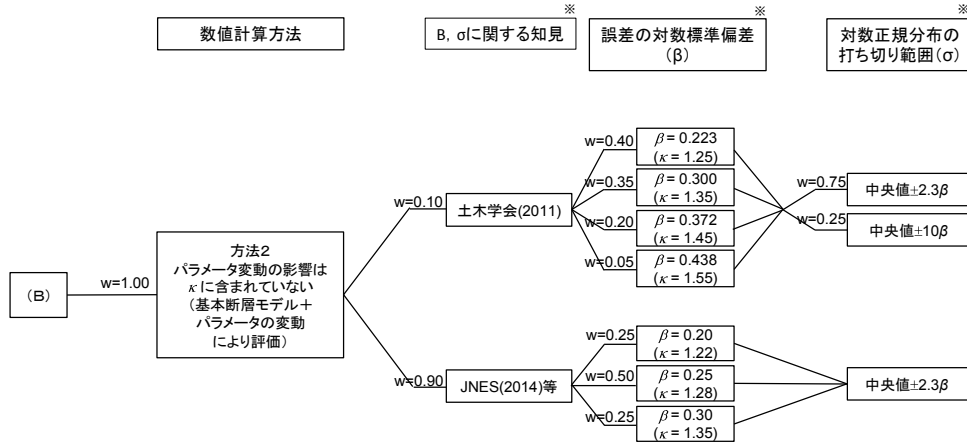 ※
※
※
数値計算方法
B, σに関する知見
誤差の対数標準偏差
(β)
対数正規分布の
打ち切り範囲(σ)
(B)
w=1.00
方法2
パラメータ変動の影響は
κに含まれていない
(基本断層モデル＋
パラメータの変動
により評価)
w=0.10
土木学会(2011)
w=0.40
β = 0.223
(κ = 1.25)
w=0.35
β = 0.300
(κ = 1.35)
w=0.20
β = 0.372
(κ = 1.45)
w=0.05
β = 0.438
(κ = 1.55)
w=0.75
中央値±2.3β
w=0.25
中央値±10β
w=0.90
JNES(2014)等
w=0.25
β = 0.20
(κ = 1.22)
w=0.50
β = 0.25
(κ = 1.28)
w=0.25
β = 0.30
(κ = 1.35)
中央値±2.3β